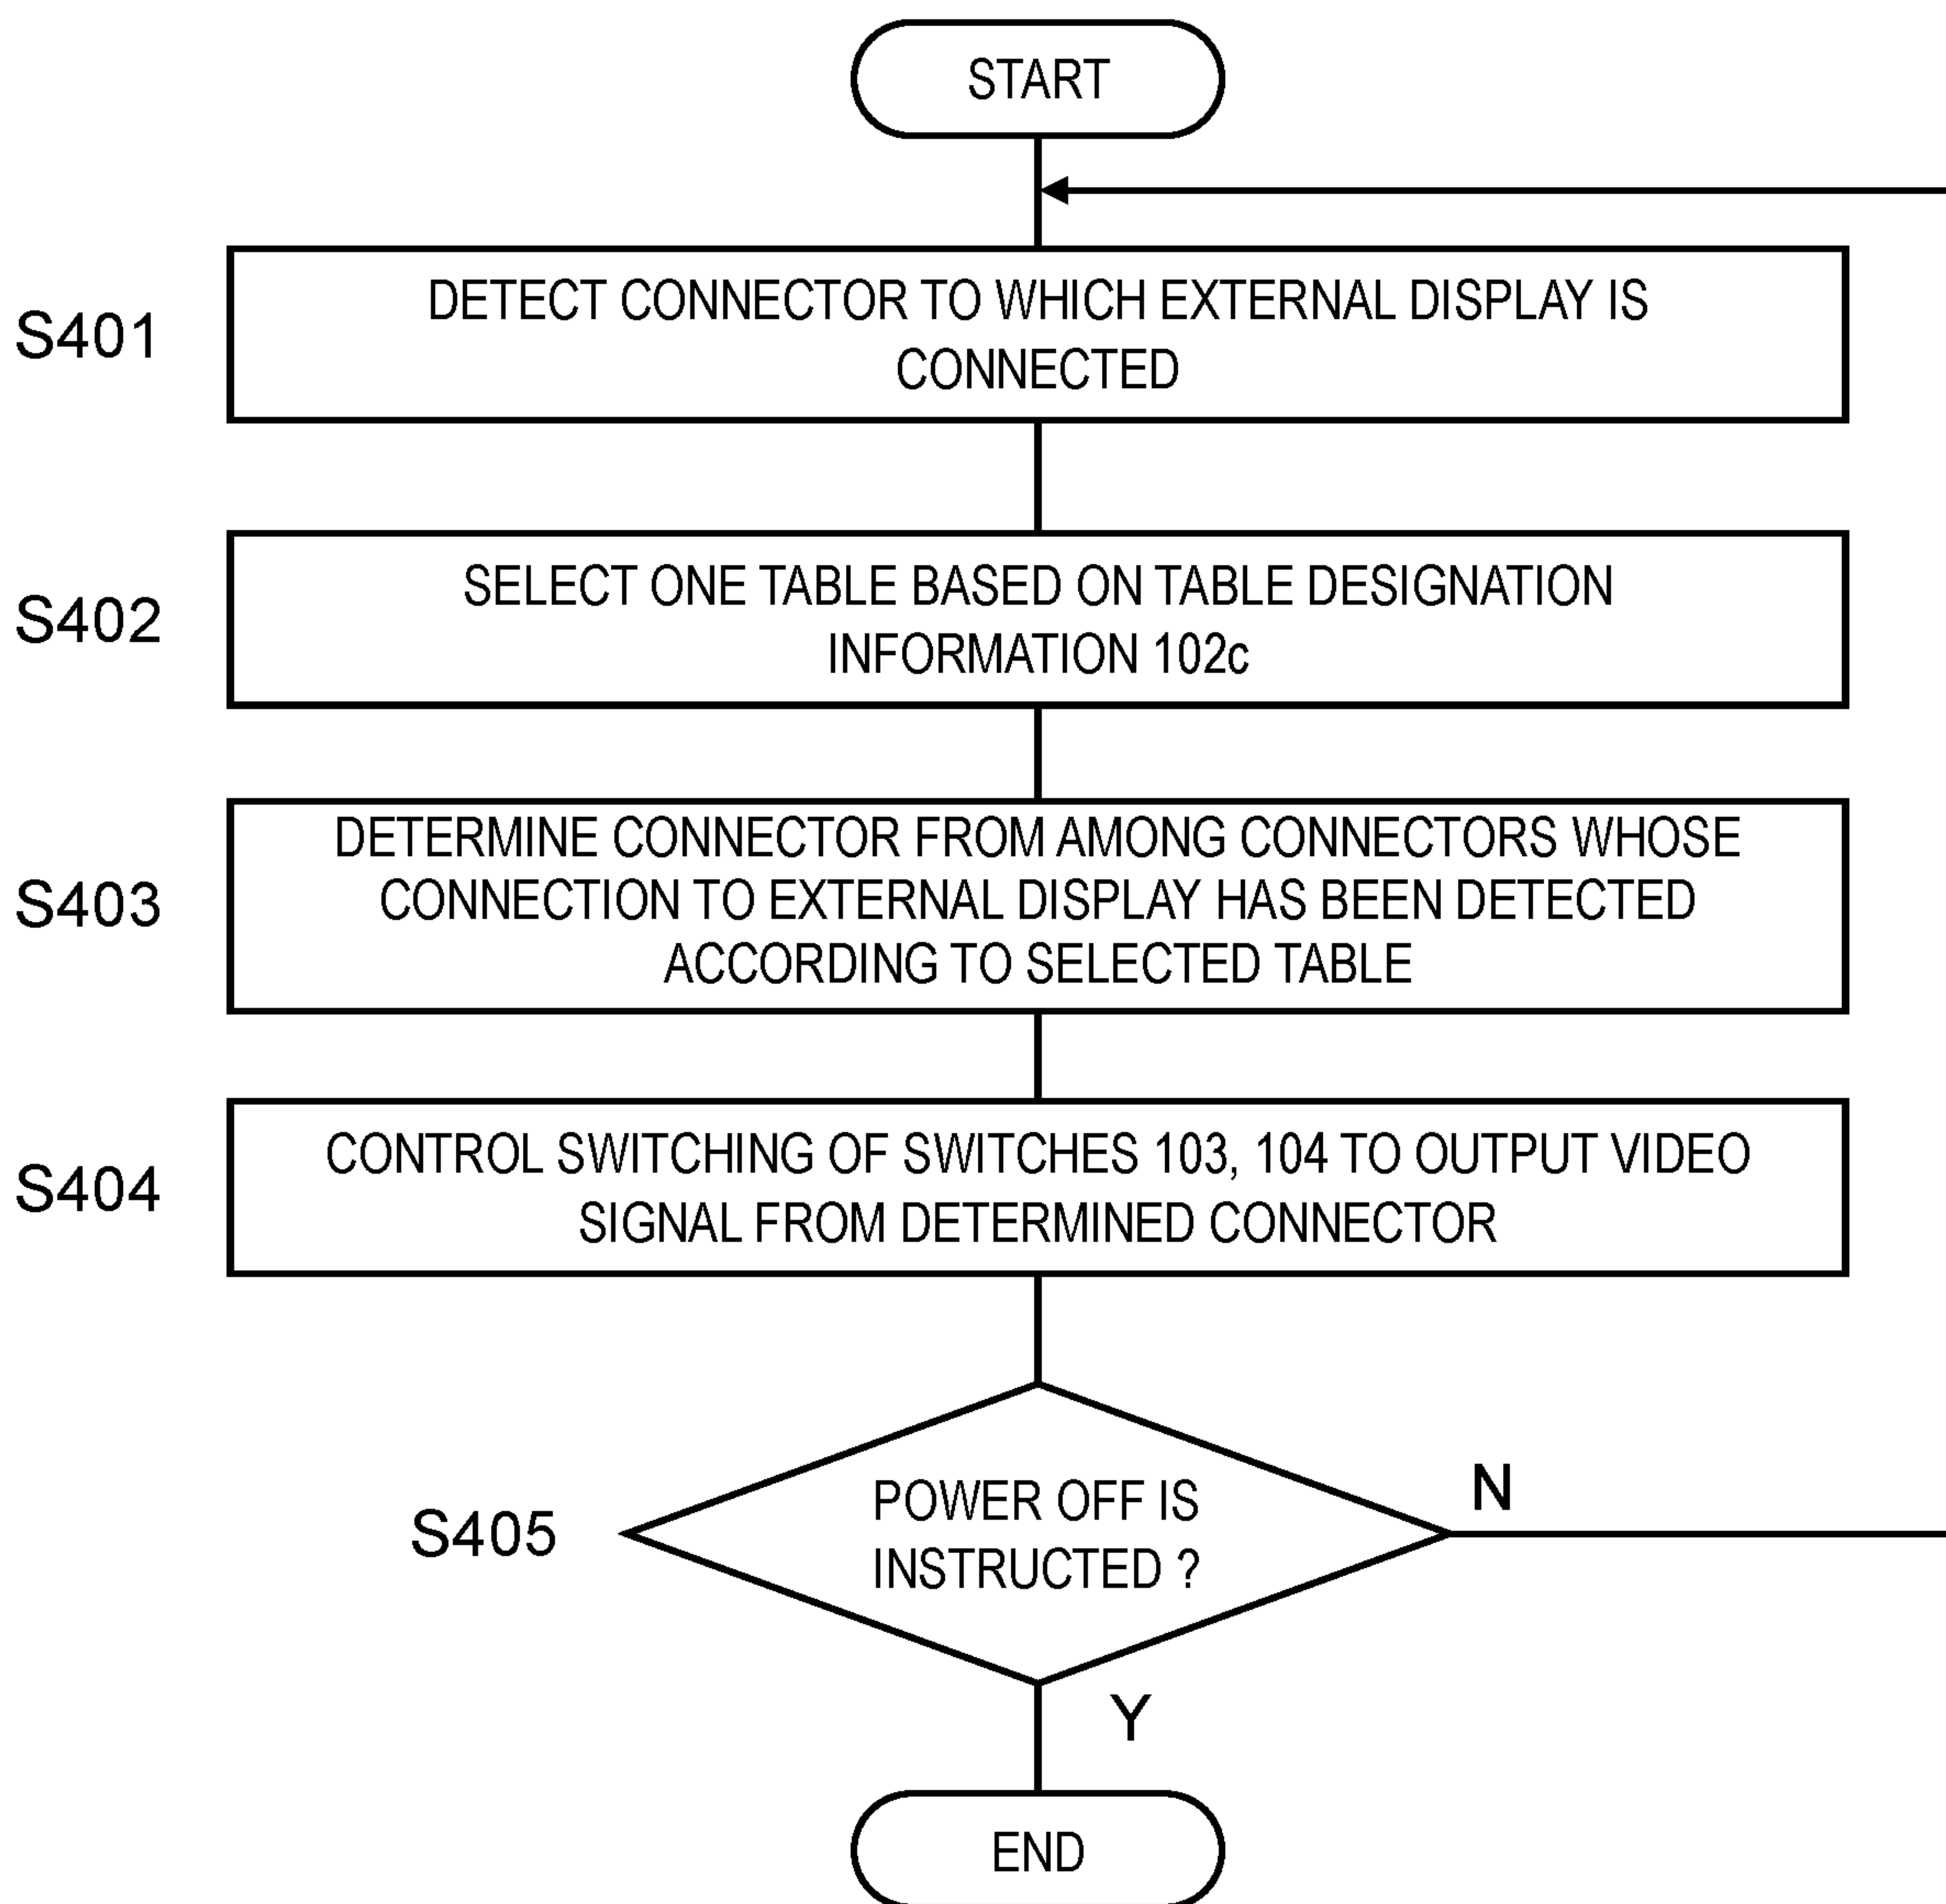 START
S401
DETECT CONNECTOR TO WHICH EXTERNAL DISPLAY IS
CONNECTED
S402
SELECT ONE TABLE BASED ON TABLE DESIGNATION
INFORMATION 102c
S403
DETERMINE CONNECTOR FROM AMONG CONNECTORS WHOSE
CONNECTION TO EXTERNAL DISPLAY HAS BEEN DETECTED
ACCORDING TO SELECTED TABLE
S404
CONTROL SWITCHING OF SWITCHES 103, 104 TO OUTPUT VIDEO
SIGNAL FROM DETERMINED CONNECTOR
S405
POWER OFF IS
INSTRUCTED ?
N
Y
END